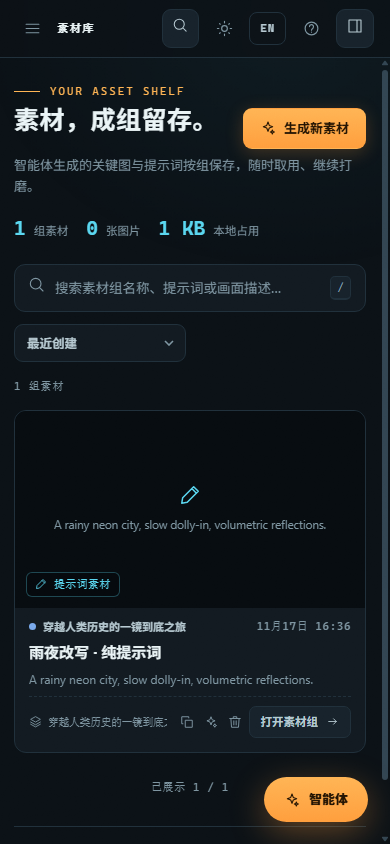 素材库
EN
YOUR ASSET SHELF
素材，成组留存。
生成新素材
智能体生成的关键图与提示词按组保存，随时取用、继续打
磨。
1 组素材 0 张图片 1 KB 本地占用
搜索素材组名称、提示词或画面描述... /
最近创建
1 组素材
A rainy neon city, slow dolly-in, volumetric reflections.
提示词素材
穿越人类历史的一镜到底之旅 11月17日 16:36
雨夜改写 · 纯提示词
A rainy neon city, slow dolly-in, volumetric reflections.
穿越人类历史的一镜到底 打开素材组 →
已展示 1 / 1
智能体